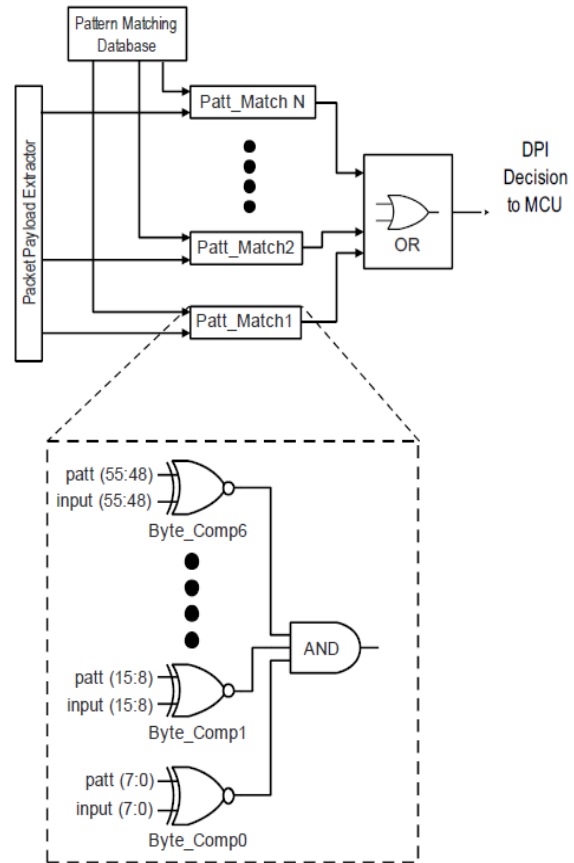 Pattern Matching
Database
Packet Payload Extractor
Patt_Match N
Patt_Match2
Patt_Match1
OR
DPI
Decision
to MCU
patt (55:48)
input (55:48)
Byte_Comp6
patt (15:8)
input (15:8)
Byte_Comp1
patt (7:0)
input (7:0)
Byte_Comp0
AND